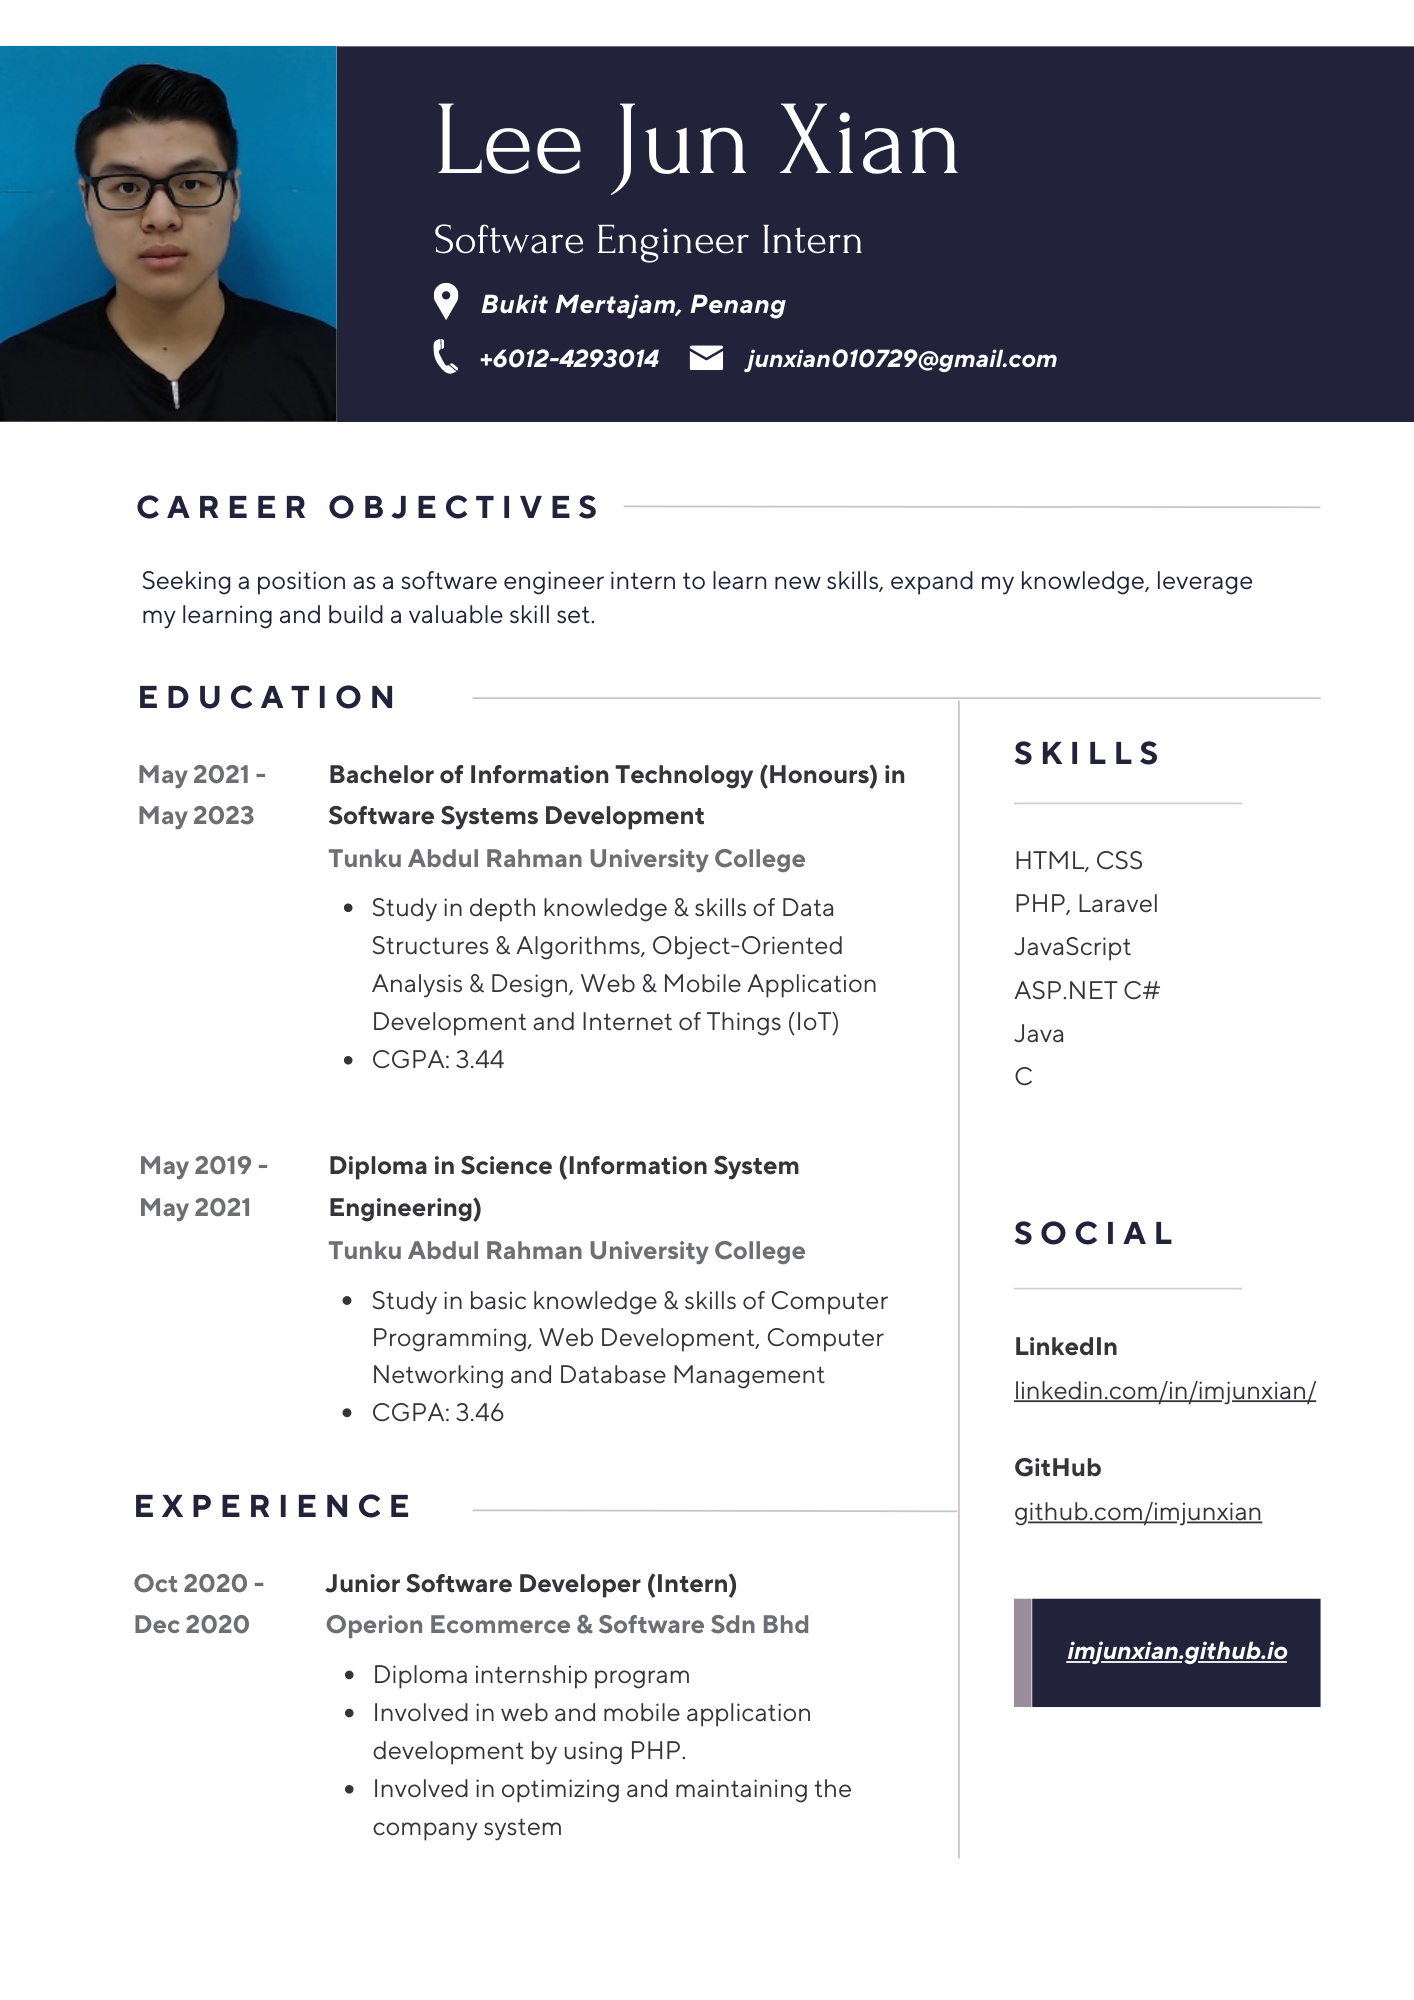 Lee Jun Xian
Software Engineer Intern
Bukit Mertajam, Penang
+6012-4293014 junxian010729@gmail.com
CAREER OBJECTIVES
Seeking a position as a software engineer intern to learn new skills, expand my knowledge, leverage
my learning and build a valuable skill set.
EDUCATION
May 2021 -
May 2023
Bachelor of Information Technology (Honours) in
Software Systems Development
Tunku Abdul Rahman University College
• Study in depth knowledge & skills of Data
Structures & Algorithms, Object-Oriented
Analysis & Design, Web & Mobile Application
Development and Internet of Things (IoT)
• CGPA: 3.44
May 2019 -
May 2021
Diploma in Science (Information System
Engineering)
Tunku Abdul Rahman University College
• Study in basic knowledge & skills of Computer
Programming, Web Development, Computer
Networking and Database Management
• CGPA: 3.46
EXPERIENCE
Oct 2020 -
Dec 2020
Junior Software Developer (Intern)
Operion Ecommerce & Software Sdn Bhd
• Diploma internship program
• Involved in web and mobile application
development by using PHP.
• Involved in optimizing and maintaining the
company system
SKILLS
HTML, CSS
PHP, Laravel
JavaScript
ASP.NET C#
Java
C
SOCIAL
LinkedIn
linkedin.com/in/imjunxian/
GitHub
github.com/imjunxian
imjunxian.github.io